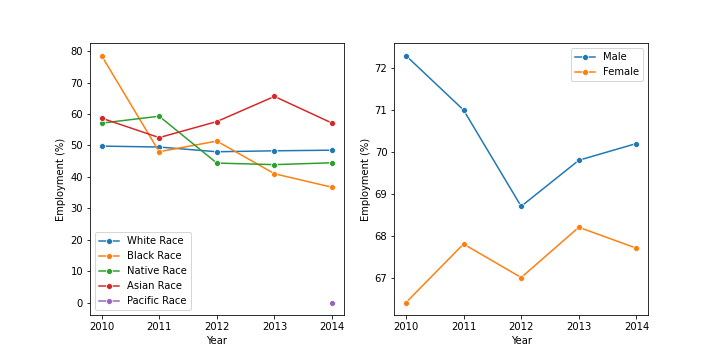 80
70
60
50
40
30
20
10
0
Employment (%)
White Race
Black Race
Native Race
Asian Race
Pacific Race
2010 2011 2012 2013 2014
Year
72
71
70
69
68
67
Employment (%)
Male
Female
2010 2011 2012 2013 2014
Year